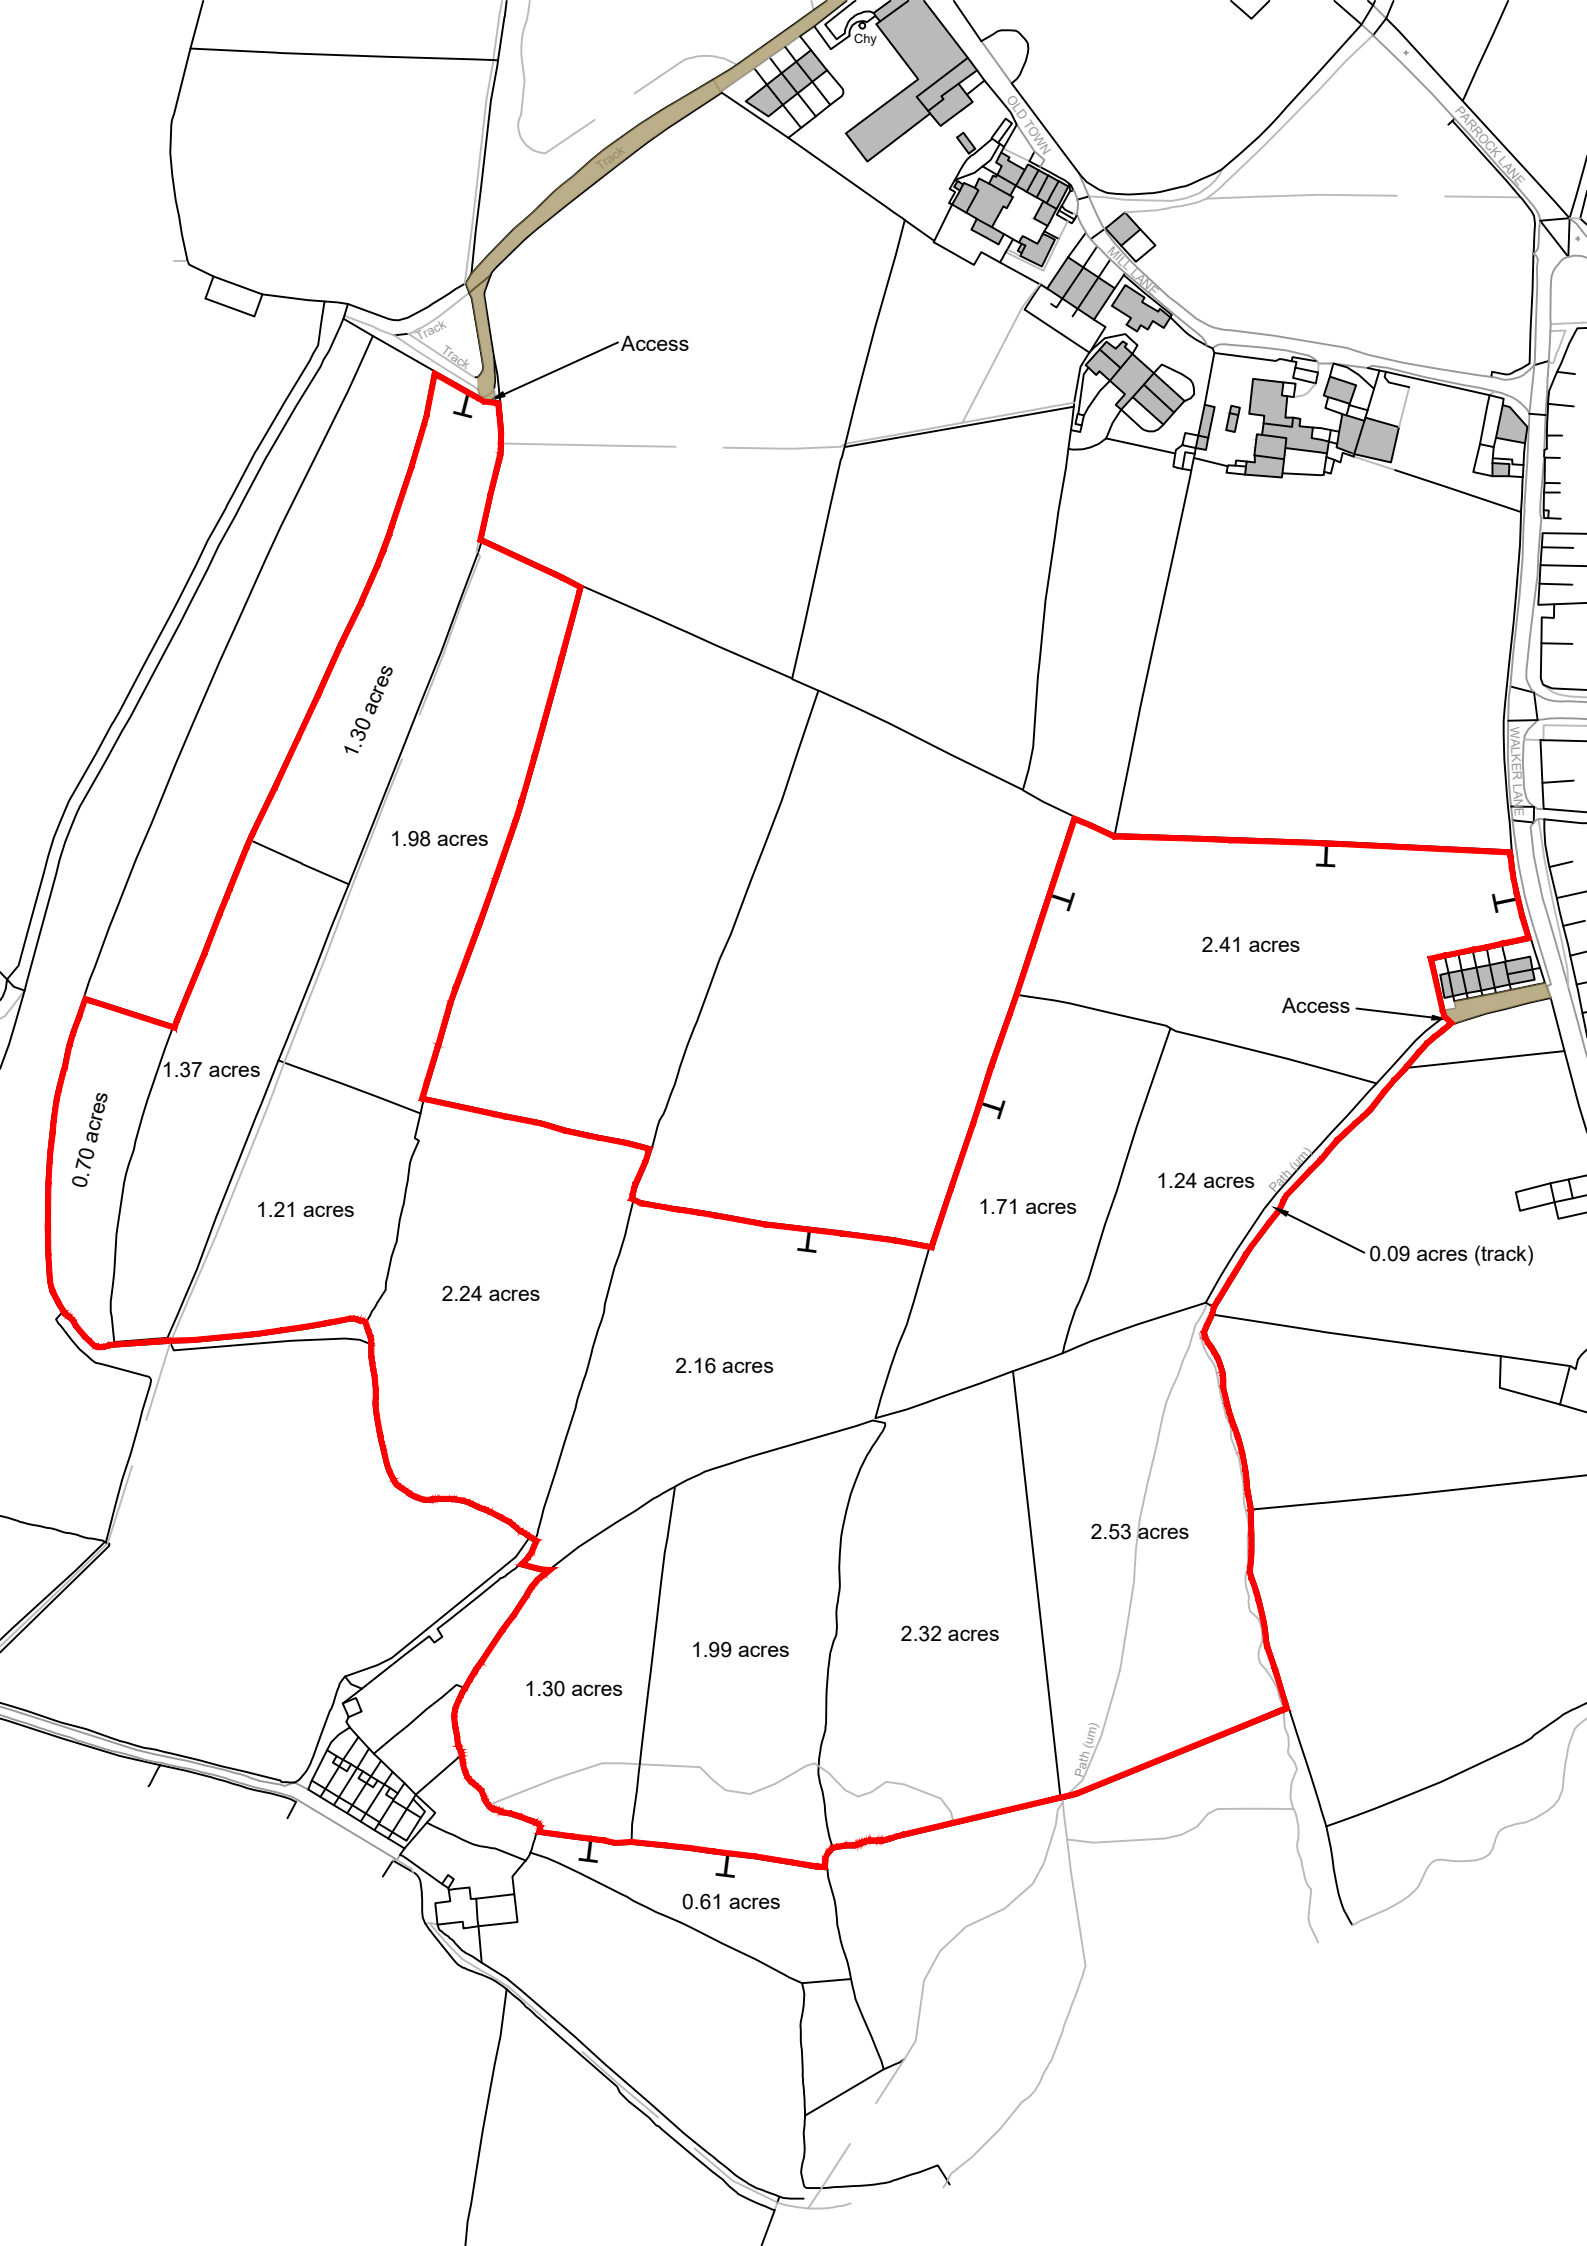 Chy
OLD TOWN
PARROCK LANE
Track
MILL LANE
Track
Track
Access
1.30 acres
WALKER LANE
1.98 acres
2.41 acres
Access
1.37 acres
0.70 acres
Path (um)
1.24 acres
1.21 acres
1.71 acres
0.09 acres (track)
2.24 acres
2.16 acres
2.53 acres
2.32 acres
1.99 acres
1.30 acres
Path (um)
0.61 acres